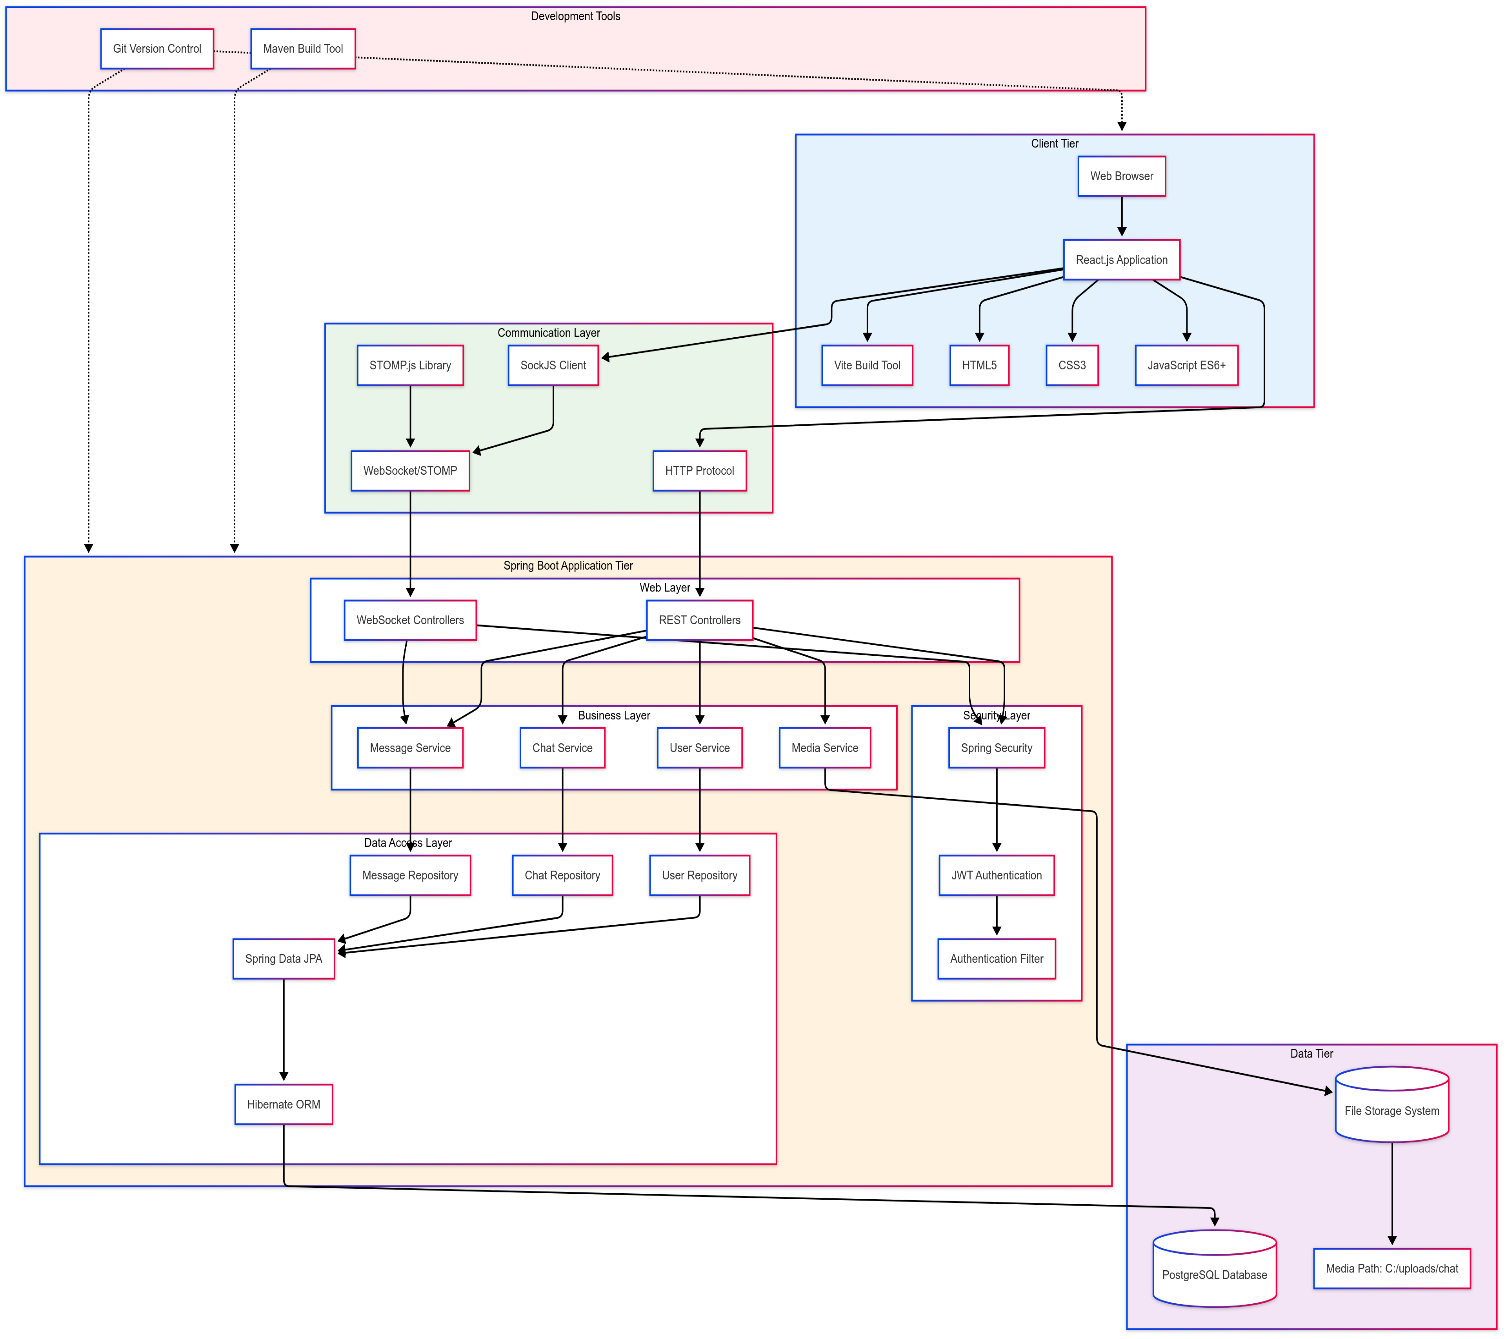 Development Tools
Git Version Control
Maven Build Tool
Client Tier
Web Browser
React.js Application
Communication Layer
STOMP.js Library
SockJS Client
Vite Build Tool
HTML5
CSS3
JavaScript ES6+
WebSocket/STOMP
HTTP Protocol
Spring Boot Application Tier
Web Layer
WebSocket Controllers
REST Controllers
Business Layer
Security Layer
Message Service
Chat Service
User Service
Media Service
Spring Security
Data Access Layer
Message Repository
Chat Repository
User Repository
JWT Authentication
Spring Data JPA
Authentication Filter
Data Tier
Hibernate ORM
File Storage System
PostgreSQL Database
Media Path: C:/uploads/chat